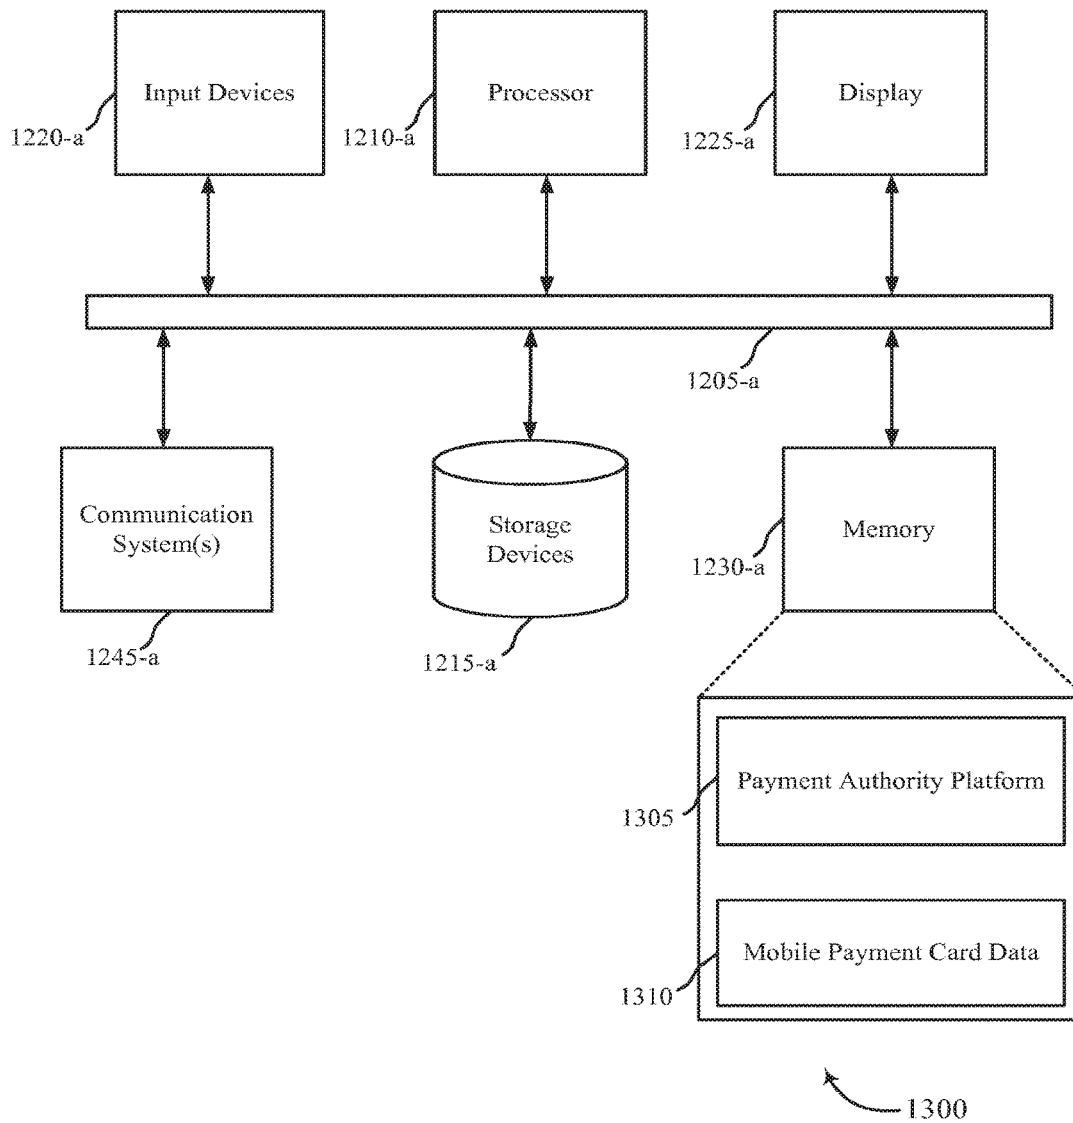 Input Devices
Processor
Display
1220-a
1210-a
1225-a
1205-a
Communication
System(s)
Storage
Devices
Memory
1230-a
1245-a
1215-a
Payment Authority Platform
1305
Mobile Payment Card Data
1310
1300